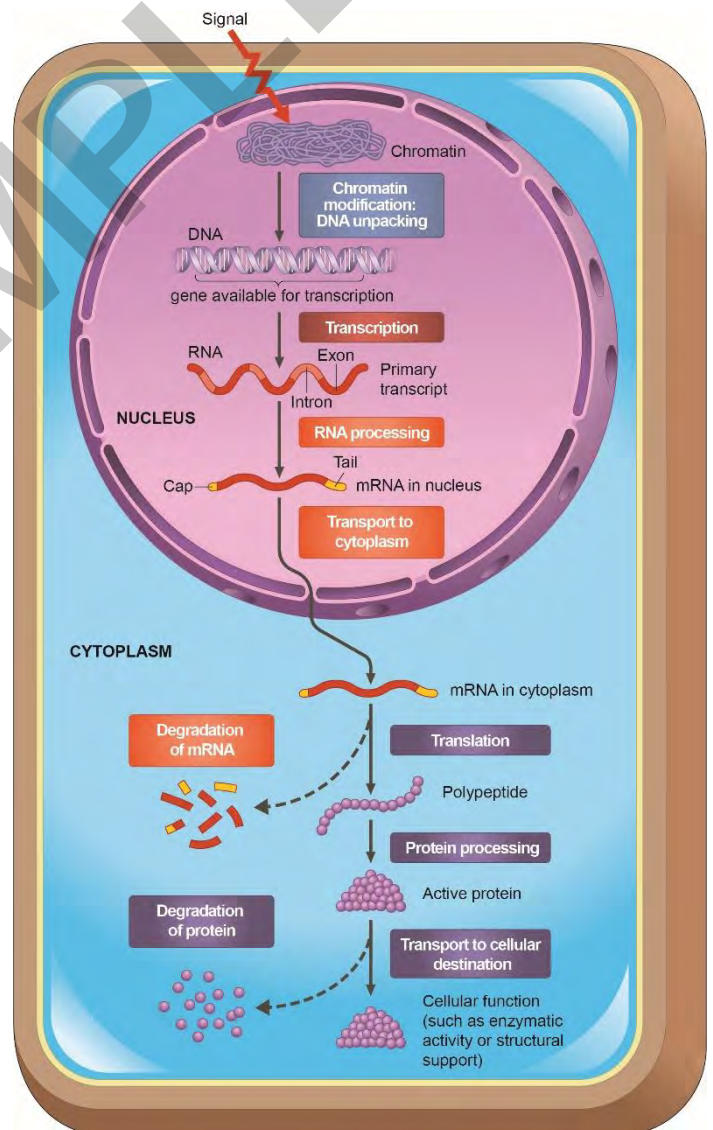 Signal
Chromatin
Chromatin
modification:
DNA unpacking
DNA
gene available for transcription
Transcription
RNA
Exon
Primary
transcript
Intron
NUCLEUS
RNA processing
Tail
Cap
mRNA in nucleus
Transport to
cytoplasm
CYTOPLASM
mRNA in cytoplasm
Degradation
of mRNA
Translation
Polypeptide
Protein processing
Active protein
Degradation
of protein
Transport to cellular
destination
Cellular function
(such as enzymatic
activity or structural
support)
MPL